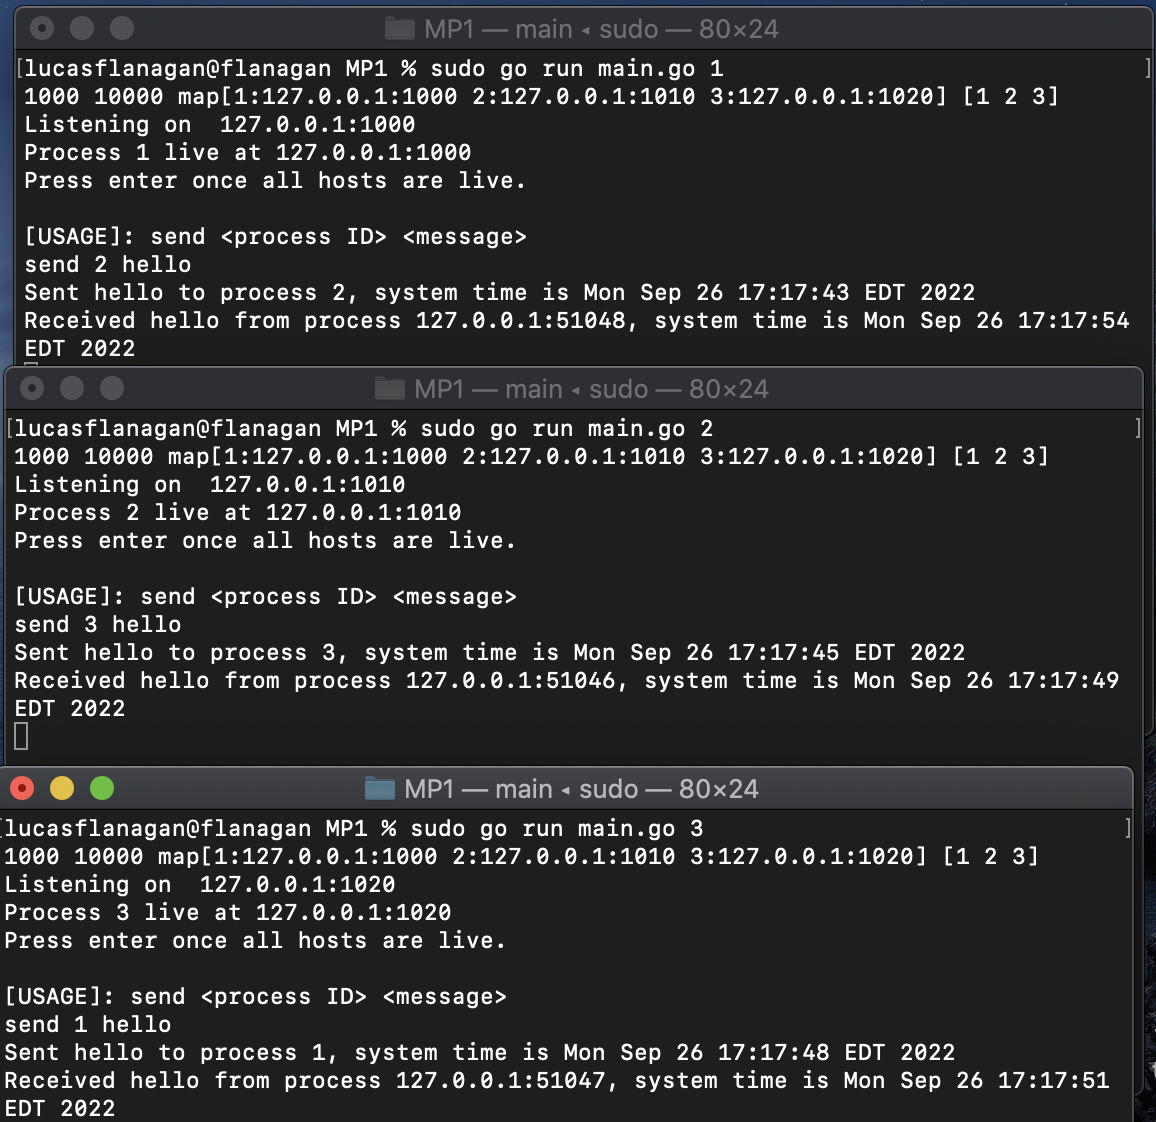 MP1 — main ◂ sudo — 80×24
[lucasflanagan@flanagan MP1 % sudo go run main.go 1 ]
1000 10000 map[1:127.0.0.1:1000 2:127.0.0.1:1010 3:127.0.0.1:1020] [1 2 3]
Listening on  127.0.0.1:1000
Process 1 live at 127.0.0.1:1000
Press enter once all hosts are live.
[USAGE]: send <process ID> <message>
send 2 hello
Sent hello to process 2, system time is Mon Sep 26 17:17:43 EDT 2022
Received hello from process 127.0.0.1:51048, system time is Mon Sep 26 17:17:54
EDT 2022
MP1 — main ◂ sudo — 80×24
[lucasflanagan@flanagan MP1 % sudo go run main.go 2 ]
1000 10000 map[1:127.0.0.1:1000 2:127.0.0.1:1010 3:127.0.0.1:1020] [1 2 3]
Listening on  127.0.0.1:1010
Process 2 live at 127.0.0.1:1010
Press enter once all hosts are live.
[USAGE]: send <process ID> <message>
send 3 hello
Sent hello to process 3, system time is Mon Sep 26 17:17:45 EDT 2022
Received hello from process 127.0.0.1:51046, system time is Mon Sep 26 17:17:49
EDT 2022
MP1 — main ◂ sudo — 80×24
[lucasflanagan@flanagan MP1 % sudo go run main.go 3 ]
1000 10000 map[1:127.0.0.1:1000 2:127.0.0.1:1010 3:127.0.0.1:1020] [1 2 3]
Listening on  127.0.0.1:1020
Process 3 live at 127.0.0.1:1020
Press enter once all hosts are live.
[USAGE]: send <process ID> <message>
send 1 hello
Sent hello to process 1, system time is Mon Sep 26 17:17:48 EDT 2022
Received hello from process 127.0.0.1:51047, system time is Mon Sep 26 17:17:51
EDT 2022